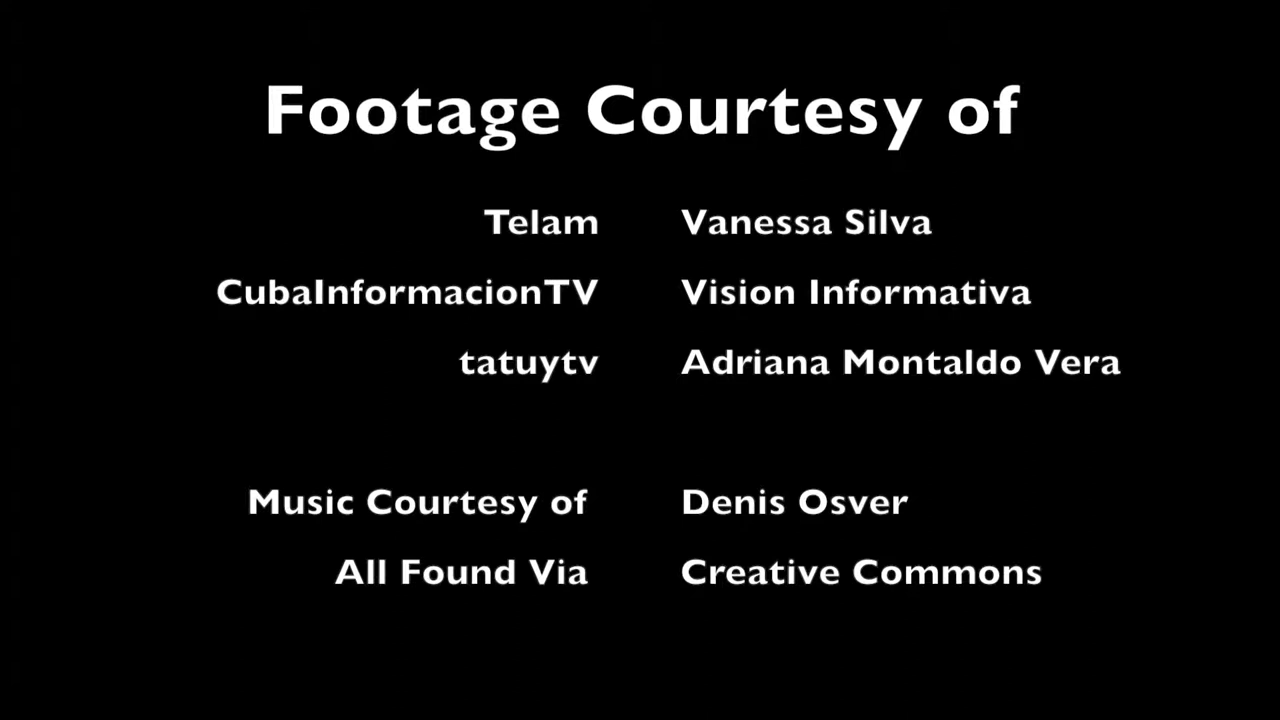 Footage Courtesy of
Telam Vanessa Silva
CubaInformacionTV Vision Informativa
tatuytv Adriana Montaldo Vera
Music Courtesy of Denis Osver
All Found Via Creative Commons